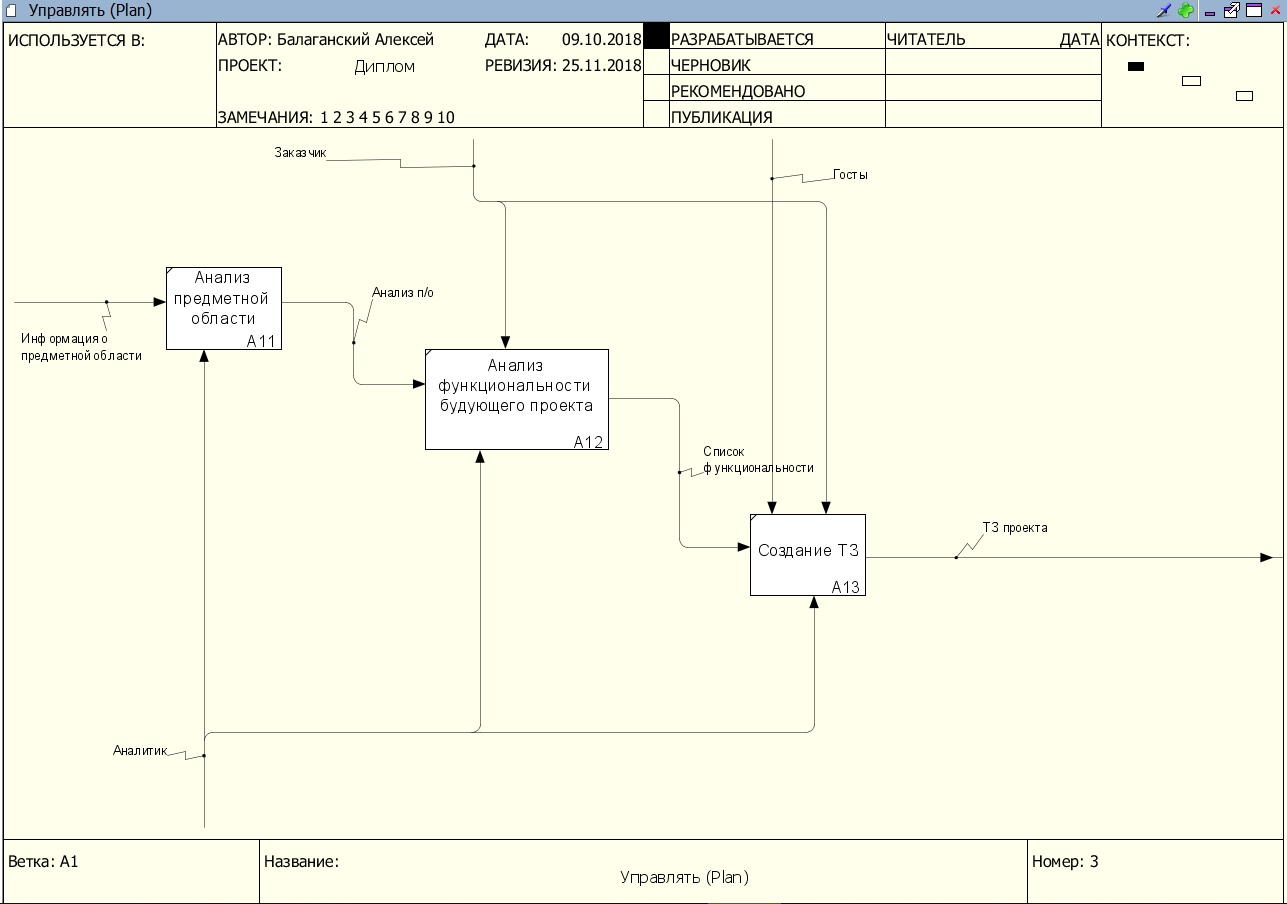 Управлять (Plan)
ИСПОЛЬЗУЕТСЯ В:
АВТОР: Балаганский Алексей
ДАТА: 09.10.2018
ПРОЕКТ: Диплом
РЕВИЗИЯ: 25.11.2018
ЗАМЕЧАНИЯ: 1 2 3 4 5 6 7 8 9 10
РАЗРАБАТЫВАЕТСЯ
ЧЕРНОВИК
РЕКОМЕНДОВАНО
ПУБЛИКАЦИЯ
ЧИТАТЕЛЬ ДАТА
КОНТЕКСТ:
Заказчик
Госты
Анализ
предметной
области
A11
Информация о
предметной области
Анализ п/о
Анализ
функциональности
будующего проекта
A12
Список
функциональности
Создание ТЗ
A13
ТЗ проекта
Аналитик
Ветка: A1
Название:
Управлять (Plan)
Номер: 3